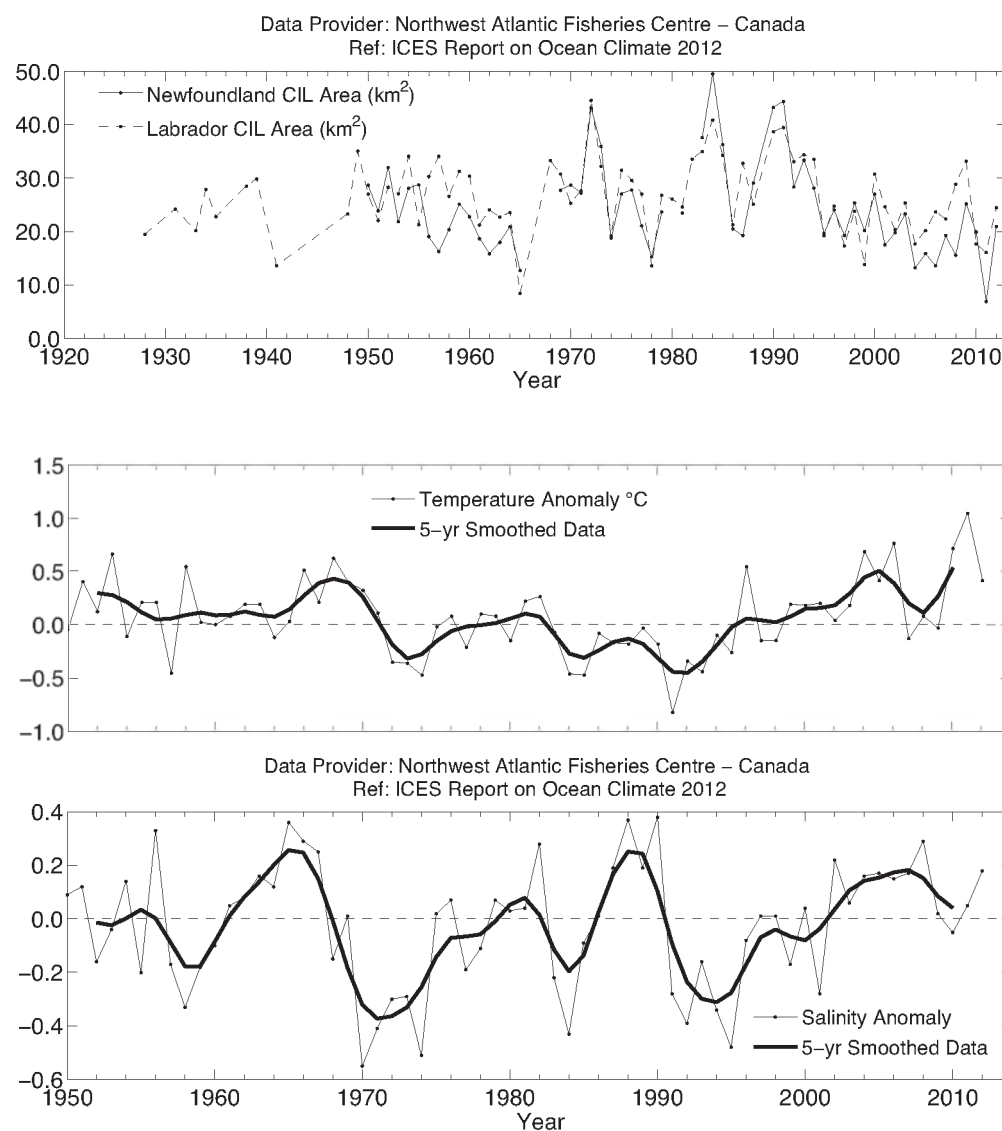 Data Provider: Northwest Atlantic Fisheries Centre – Canada
Ref: ICES Report on Ocean Climate 2012
50.0
40.0
30.0
20.0
10.0
0.0
Newfoundland CIL Area (km²)
Labrador CIL Area (km²)
1920 1930 1940 1950 1960 1970 1980 1990 2000 2010
Year
1.5
1.0
0.5
0.0
−0.5
−1.0
Temperature Anomaly °C
5−yr Smoothed Data
Data Provider: Northwest Atlantic Fisheries Centre – Canada
Ref: ICES Report on Ocean Climate 2012
0.4
0.2
0.0
−0.2
−0.4
−0.6
Salinity Anomaly
5−yr Smoothed Data
1950 1960 1970 1980 1990 2000 2010
Year